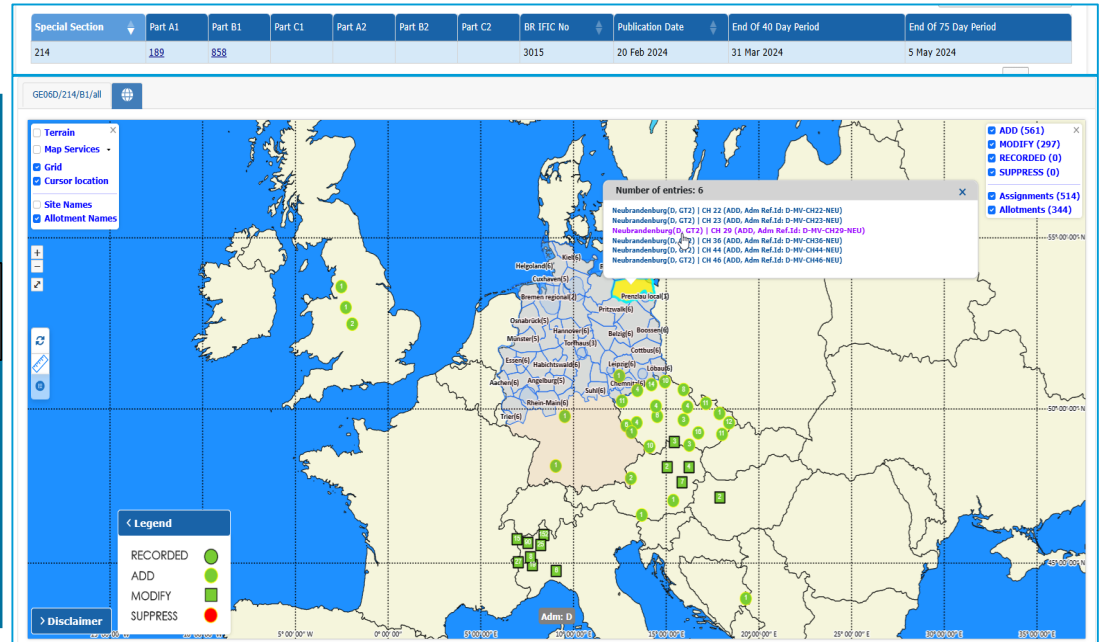 Special Section Part A1 Part B1 Part C1 Part A2 Part B2 Part C2 BR IFIC No Publication Date End Of 40 Day Period End Of 75 Day Period
214 189 858 3015 20 Feb 2024 31 Mar 2024 5 May 2024
GE06D/214/B1/all
Terrain
Map Services
Grid
Cursor location
Site Names
Allotment Names
ADD (561)
MODIFY (297)
RECORDED (0)
SUPPRESS (0)
Assignments (514)
Allotments (344)
Number of entries: 6
Neubrandenburg(D, GT2) | CH 22 (ADD, Adm Ref.Id: D-MV-CH22-NEU)
Neubrandenburg(D, GT2) | CH 23 (ADD, Adm Ref.Id: D-MV-CH23-NEU)
Neubrandenburg(D, GT2) | CH 29 (ADD, Adm Ref.Id: D-MV-CH29-NEU)
Neubrandenburg(D, GT2) | CH 36 (ADD, Adm Ref.Id: D-MV-CH36-NEU)
Neubrandenburg(D, GT2) | CH 44 (ADD, Adm Ref.Id: D-MV-CH44-NEU)
Neubrandenburg(D, GT2) | CH 46 (ADD, Adm Ref.Id: D-MV-CH46-NEU)
55°00'00"N
Kiel(6)
Helgoland(6)
Cuxhaven(5)
Bremen regional(2)
Prenzlau local(1)
Pritzwalk(6)
Osnabrück(5)
Hannover(6)
Belzig(6)
Boossen(6)
Münster(5)
Torfhaus(3)
Cottbus(6)
Essen(6)
Habichtswald(6)
Leipzig(6)
Löbau(6)
Aachen(6)
Angelburg(5)
Suhl(6)
Chemnitz(6)
Rhein-Main(6)
Trier(6)
50°00'00"N
45°00'00"N
Legend
RECORDED
ADD
MODIFY
SUPPRESS
Disclaimer
Adm: D
5°00'00"W
0°00'00"
5°00'00"E
10°00'00"E
15°00'00"E
20°00'00"E
25°00'00"E
30°00'00"E
35°00'00"E